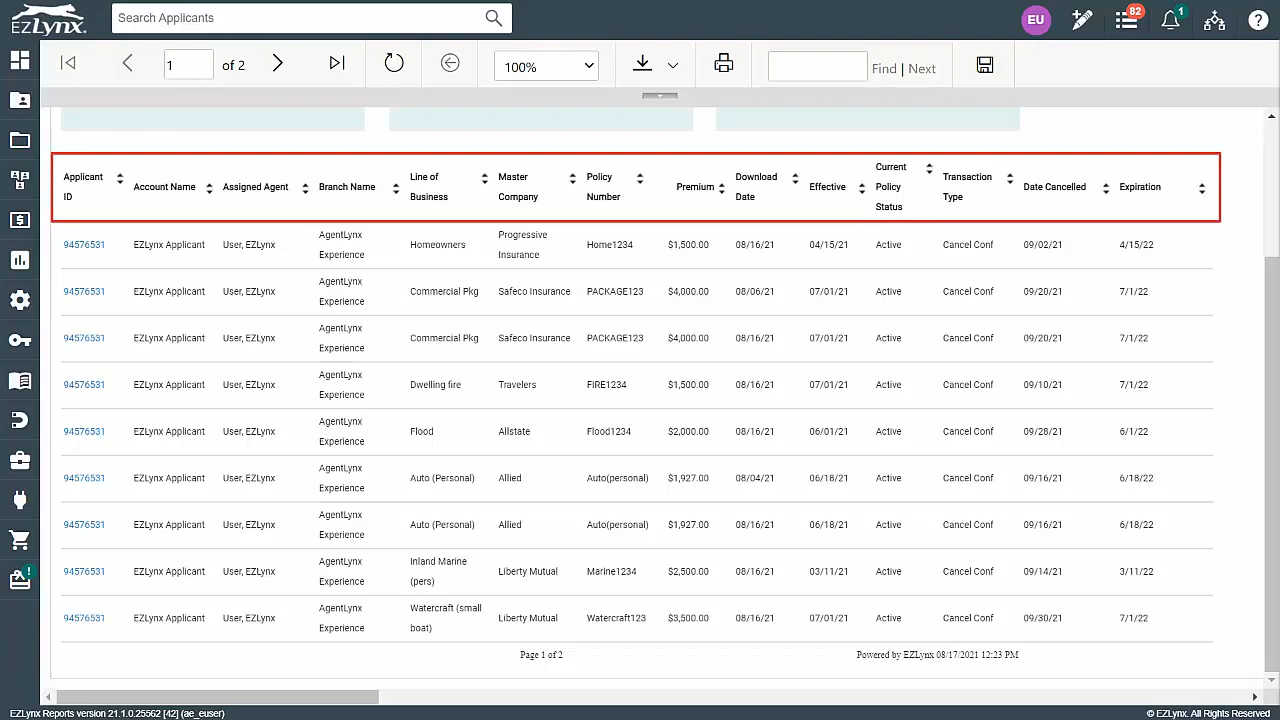 EZLynx.
Search Applicants
EU
82
1
?
1
of 2
100%
Find | Next
Applicant ID
Account Name
Assigned Agent
Branch Name
Line of Business
Master Company
Policy Number
Premium
Download Date
Effective
Current Policy Status
Transaction Type
Date Cancelled
Expiration
94576531 EZLynx Applicant User, EZLynx AgentLynx Experience Homeowners Progressive Insurance Home1234 $1,500.00 08/16/21 04/15/21 Active Cancel Conf 09/02/21 4/15/22
94576531 EZLynx Applicant User, EZLynx AgentLynx Experience Commercial Pkg Safeco Insurance PACKAGE123 $4,000.00 08/06/21 07/01/21 Active Cancel Conf 09/20/21 7/1/22
94576531 EZLynx Applicant User, EZLynx AgentLynx Experience Commercial Pkg Safeco Insurance PACKAGE123 $4,000.00 08/16/21 07/01/21 Active Cancel Conf 09/20/21 7/1/22
94576531 EZLynx Applicant User, EZLynx AgentLynx Experience Dwelling fire Travelers FIRE1234 $1,500.00 08/16/21 07/01/21 Active Cancel Conf 09/10/21 7/1/22
94576531 EZLynx Applicant User, EZLynx AgentLynx Experience Flood Allstate Flood1234 $2,000.00 08/16/21 06/01/21 Active Cancel Conf 09/28/21 6/1/22
94576531 EZLynx Applicant User, EZLynx AgentLynx Experience Auto (Personal) Allied Auto(personal) $1,927.00 08/04/21 06/18/21 Active Cancel Conf 09/16/21 6/18/22
94576531 EZLynx Applicant User, EZLynx AgentLynx Experience Auto (Personal) Allied Auto(personal) $1,927.00 08/16/21 06/18/21 Active Cancel Conf 09/16/21 6/18/22
94576531 EZLynx Applicant User, EZLynx AgentLynx Experience Inland Marine (pers) Liberty Mutual Marine1234 $2,500.00 08/16/21 03/11/21 Active Cancel Conf 09/14/21 3/11/22
94576531 EZLynx Applicant User, EZLynx AgentLynx Experience Watercraft (small boat) Liberty Mutual Watercraft123 $3,500.00 08/16/21 07/01/21 Active Cancel Conf 09/30/21 7/1/22
Page 1 of 2
Powered by EZLynx 08/17/2021 12:23 PM
EZLynx Reports version 21.1.0.25562 [42] (ae_euser)
© EZLynx. All Rights Reserved